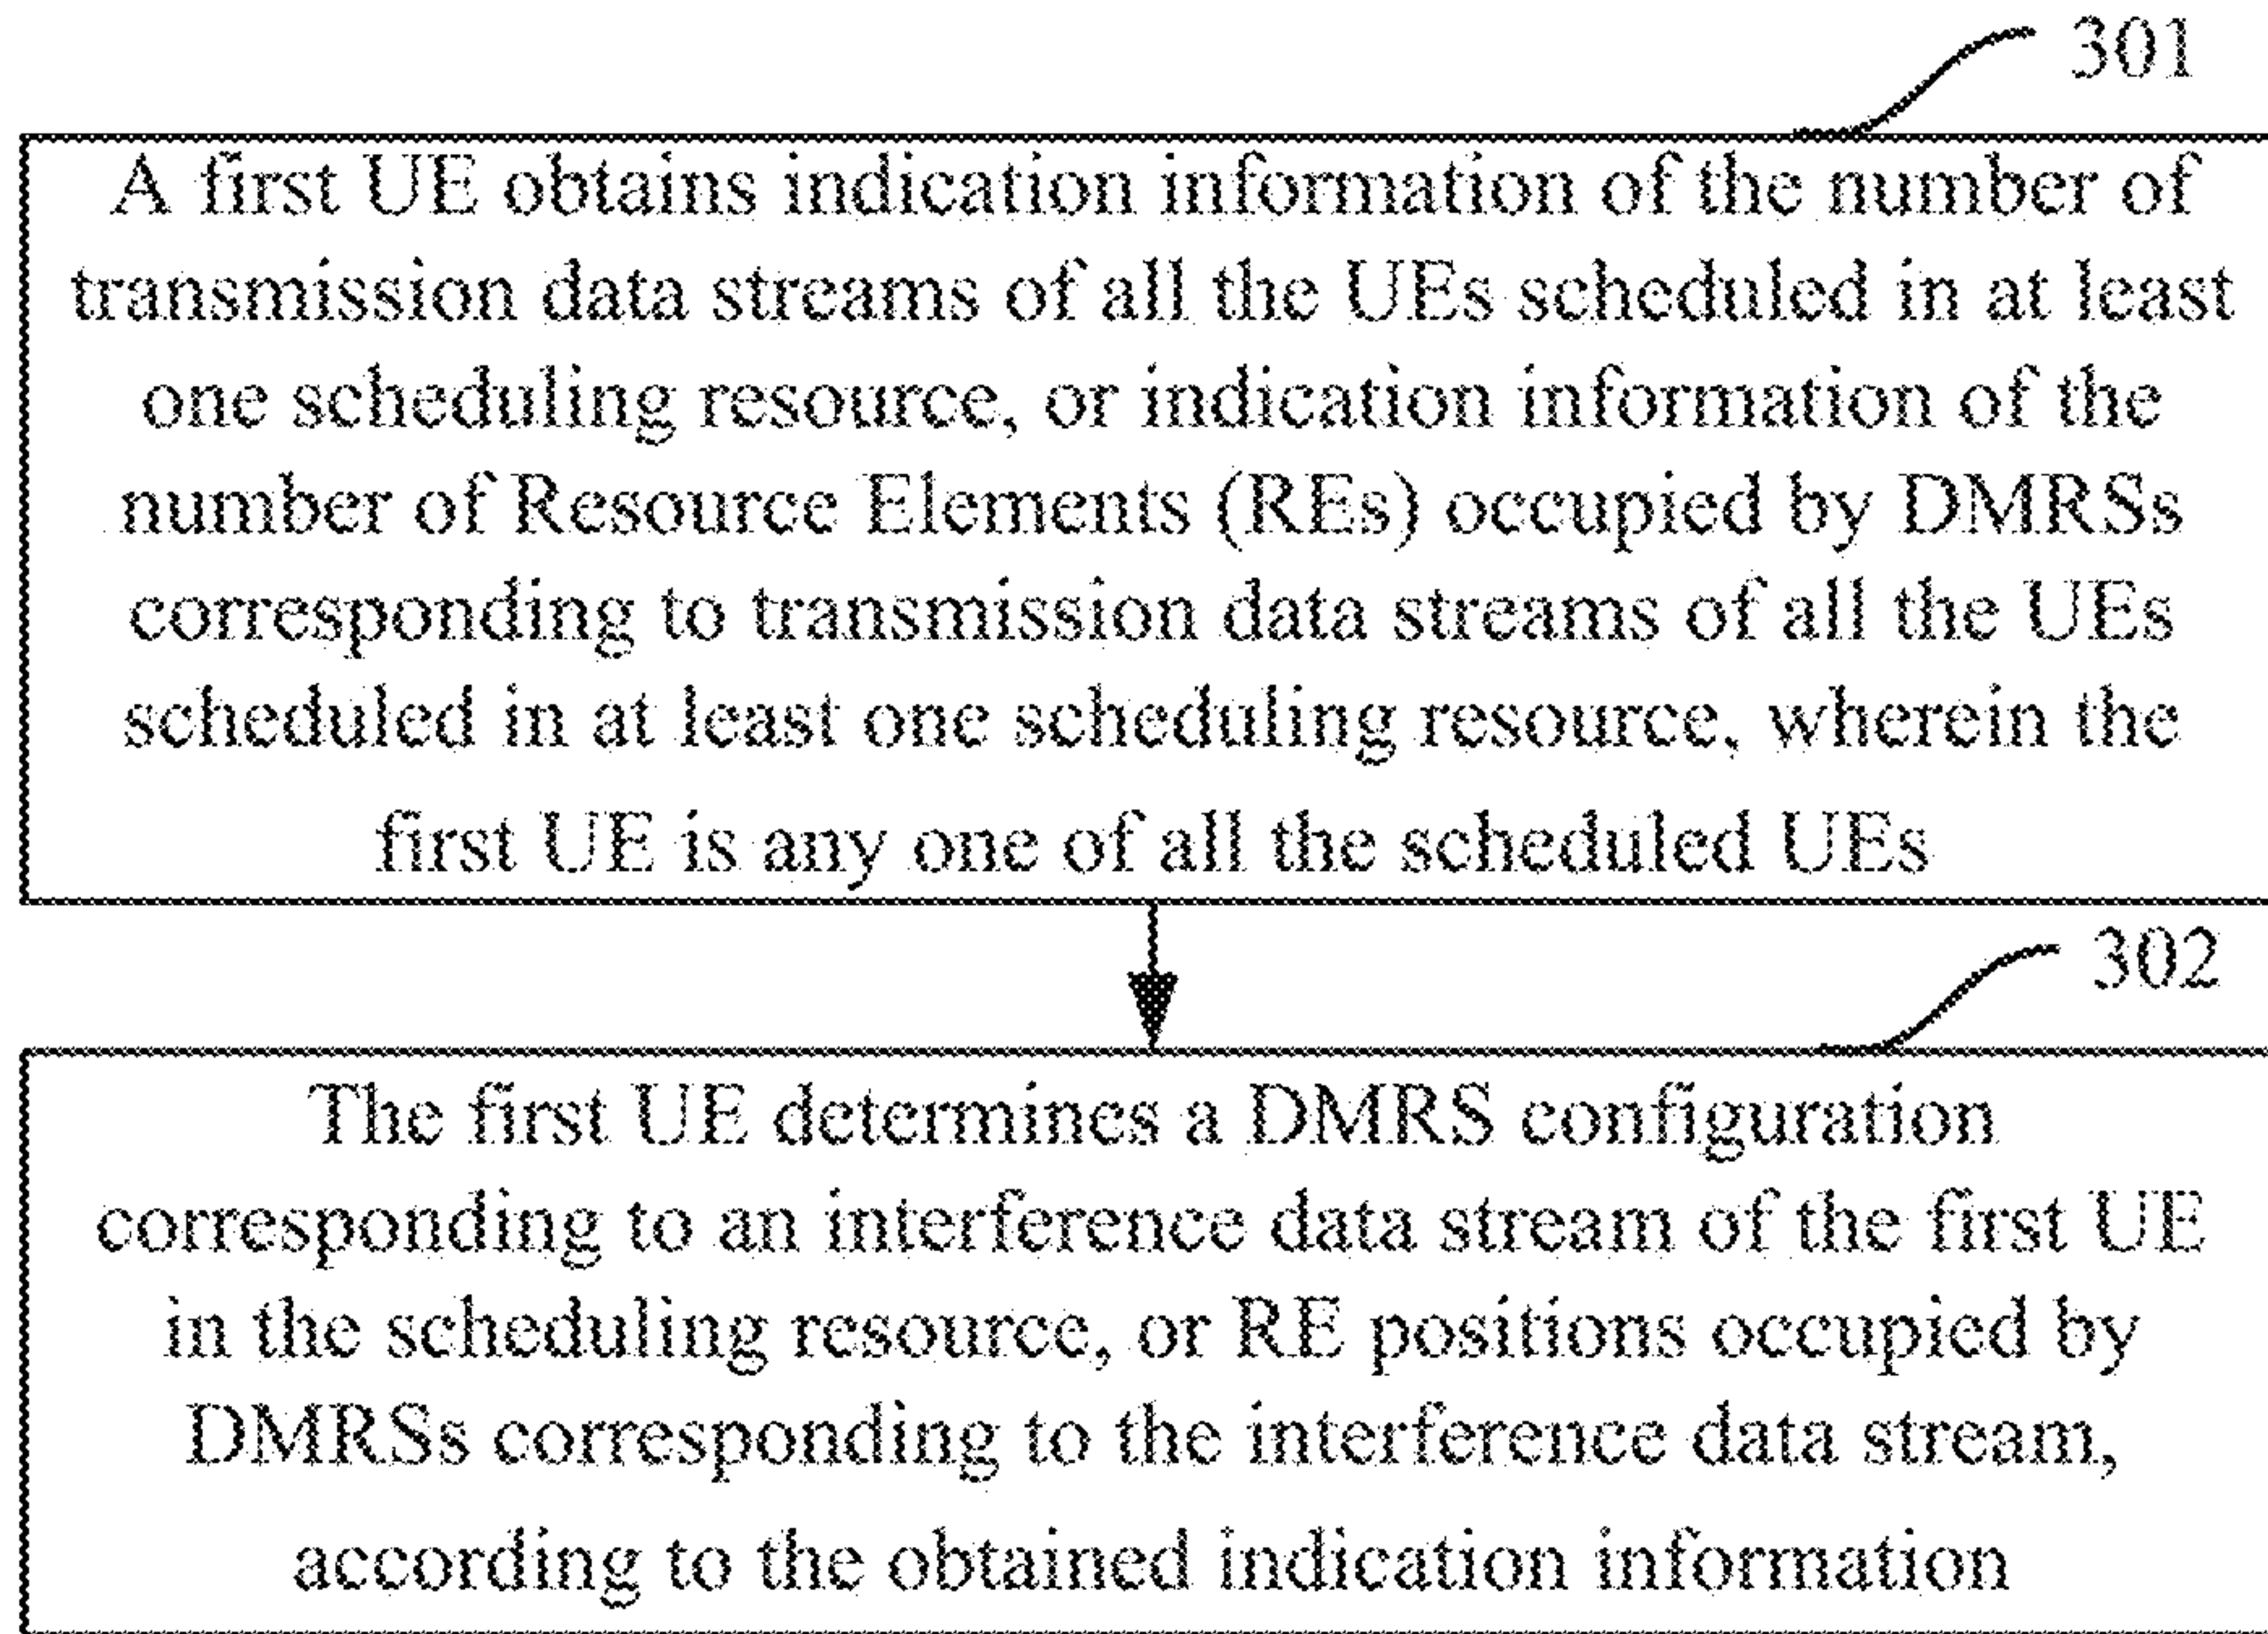 301
A first UE obtains indication information of the number of
transmission data streams of all the UEs scheduled in at least
one scheduling resource, or indication information of the
number of Resource Elements (REs) occupied by DMRSs
corresponding to transmission data streams of all the UEs
scheduled in at least one scheduling resource, wherein the
first UE is any one of all the scheduled UEs
302
The first UE determines a DMRS configuration
corresponding to an interference data stream of the first UE
in the scheduling resource, or RE positions occupied by
DMRSs corresponding to the interference data stream,
according to the obtained indication information